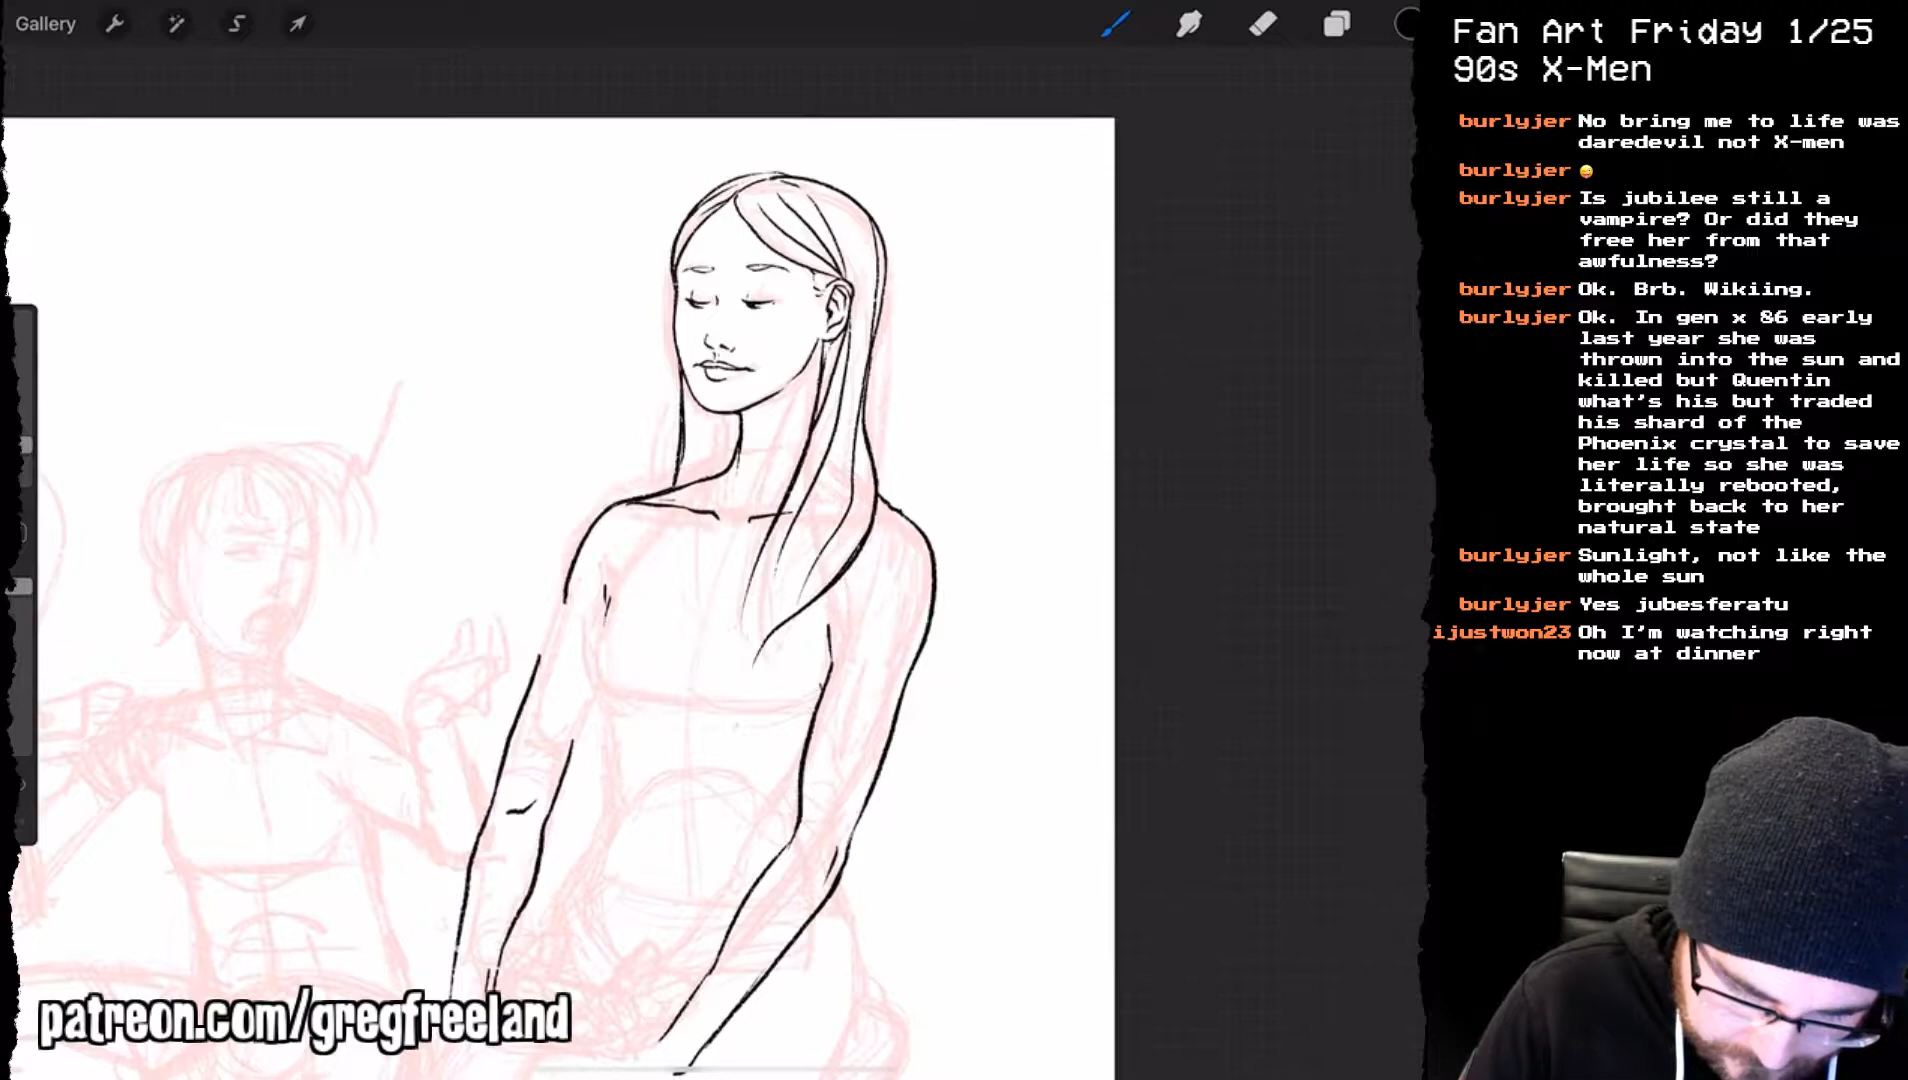 Gallery
Fan Art Friday 1/25
90s X-Men
burlyjer No bring me to life was
daredevil not X-men
burlyjer 😜
burlyjer Is jubilee still a
vampire? Or did they
free her from that
awfulness?
burlyjer Ok. Brb. Wikiing.
burlyjer Ok. In gen x 86 early
last year she was
thrown into the sun and
killed but Quentin
what's his but traded
his shard of the
Phoenix crystal to save
her life so she was
literally rebooted,
brought back to her
natural state
burlyjer Sunlight, not like the
whole sun
burlyjer Yes jubesferatu
ijustwon23 Oh I'm watching right
now at dinner
patreon.com/gregfreeland